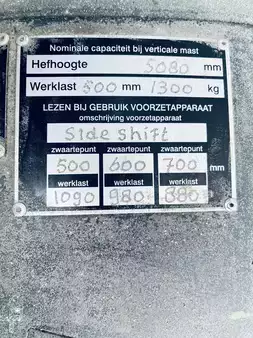 Nominale capaciteit bij verticale mast
Hefhoogte 5080 mm
Werklast 500 mm 1300 kg
LEZEN BIJ GEBRUIK VOORZETAPPARAAT
omschrijving voorzetapparaat
Side shift
zwaartepunt zwaartepunt zwaartepunt
500 600 700 mm
werklast werklast werklast
1090 980 880